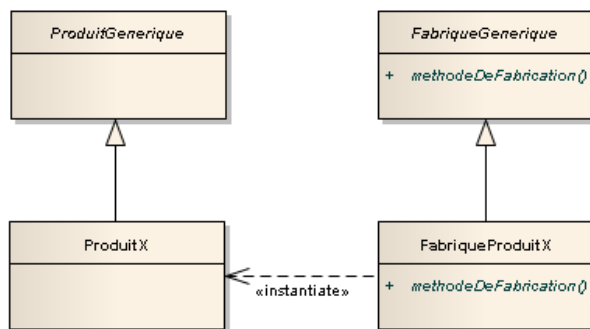 ProduitGenerique
FabriqueGenerique
+ methodeDeFabrication()
ProduitX
FabriqueProduitX
+ methodeDeFabrication()
«instantiate»